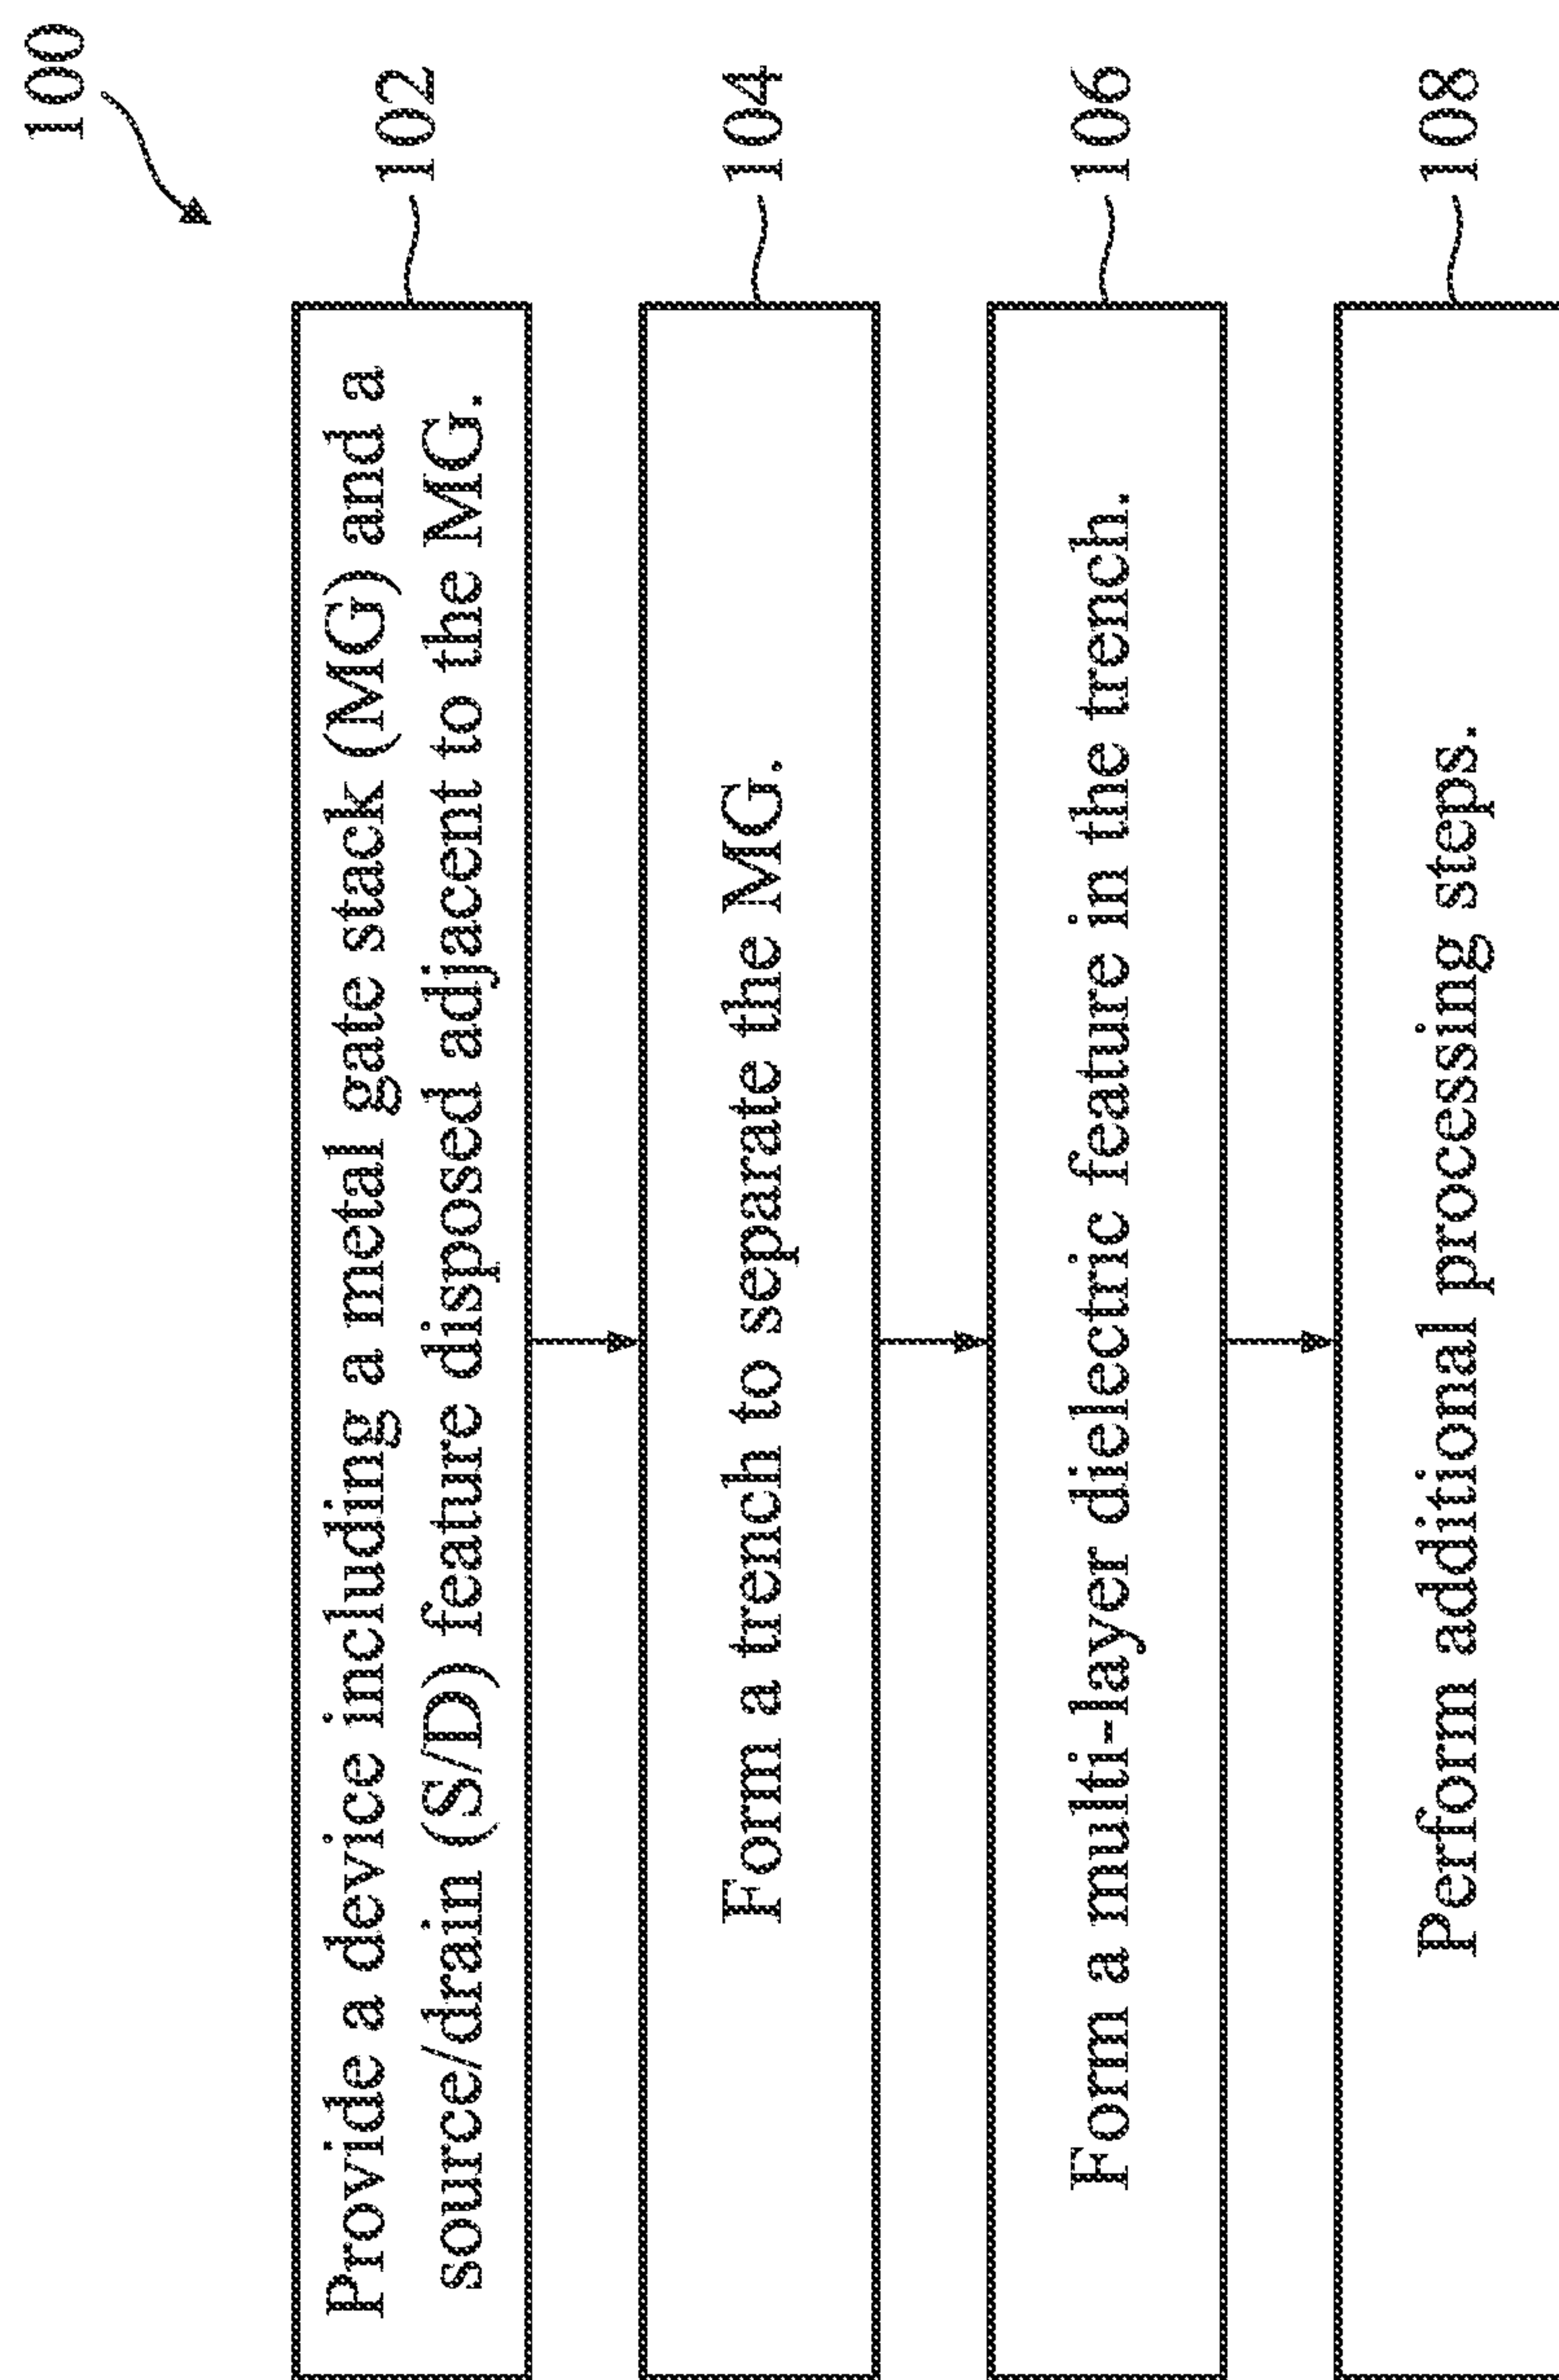 100
Provide a device including a metal gate stack (MG) and a
source/drain (S/D) feature disposed adjacent to the MG.
102
Form a trench to separate the MG.
104
Form a multi-layer dielectric feature in the trench.
106
Perform additional processing steps.
108